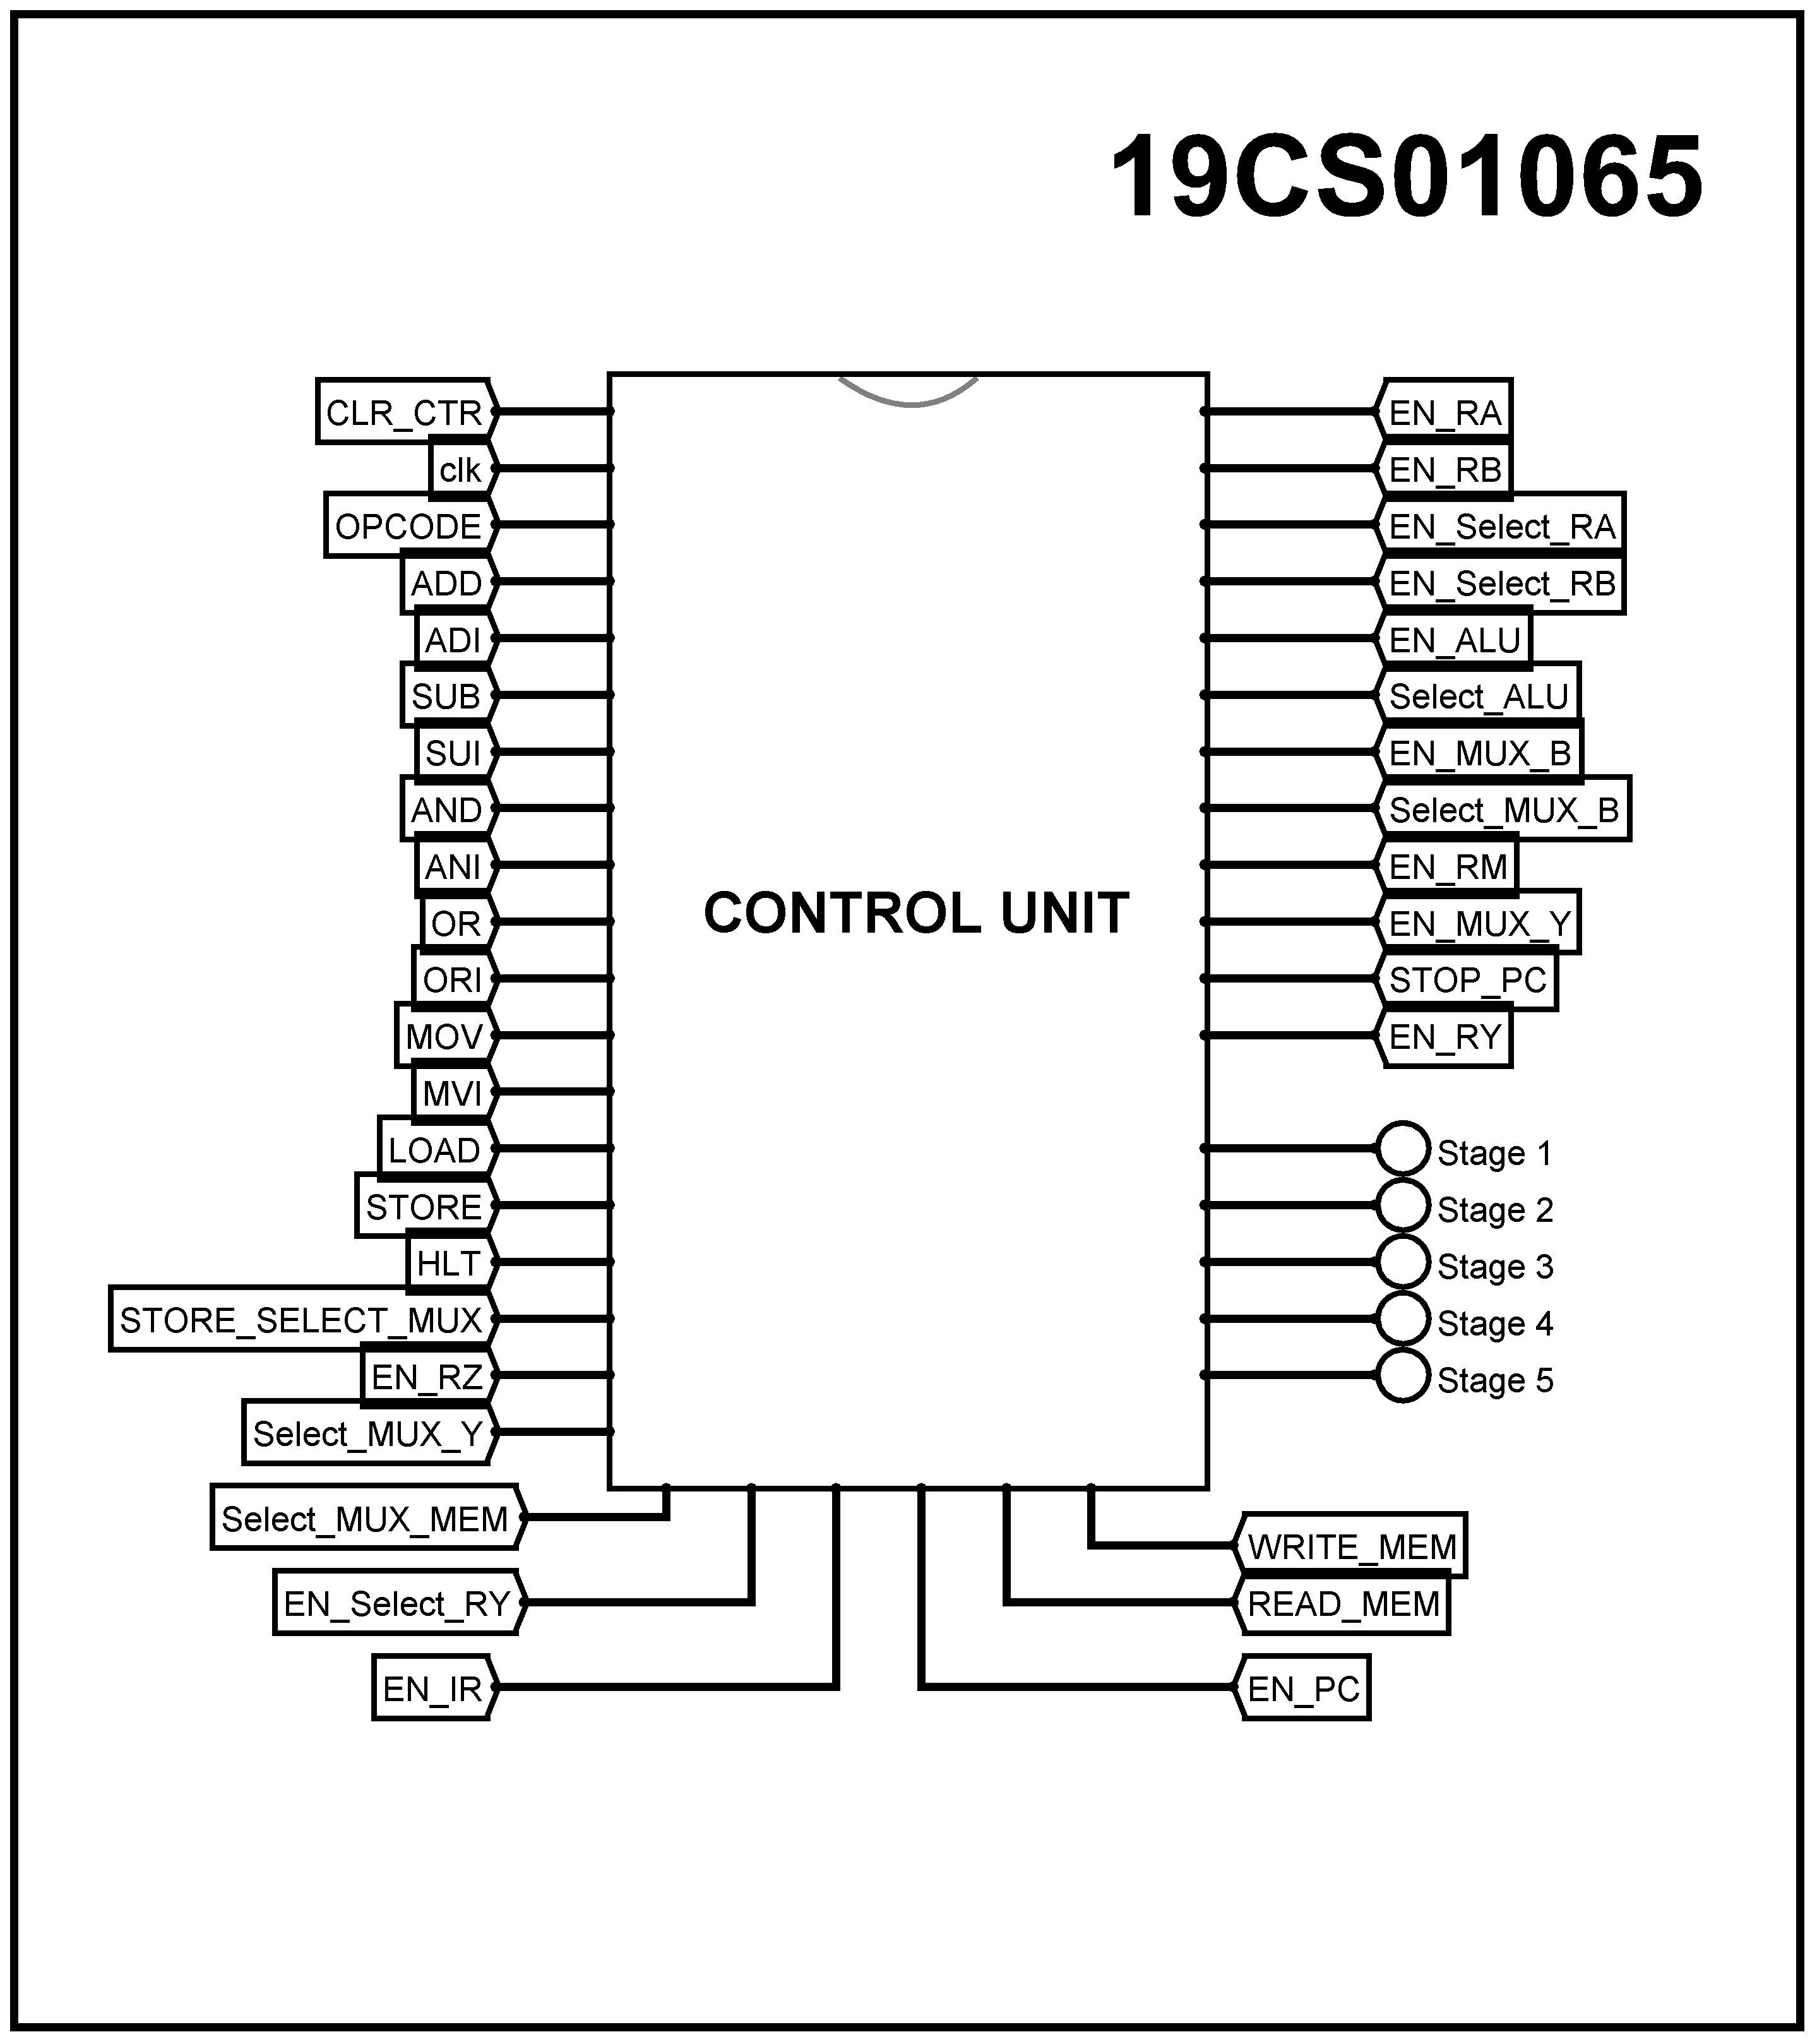 19CS01065
CLR_CTR
clk
OPCODE
ADD
ADI
SUB
SUI
AND
ANI
OR
ORI
MOV
MVI
LOAD
STORE
HLT
STORE_SELECT_MUX
EN_RZ
Select_MUX_Y
Select_MUX_MEM
EN_Select_RY
EN_IR
CONTROL UNIT
EN_RA
EN_RB
EN_Select_RA
EN_Select_RB
EN_ALU
Select_ALU
EN_MUX_B
Select_MUX_B
EN_RM
EN_MUX_Y
STOP_PC
EN_RY
Stage 1
Stage 2
Stage 3
Stage 4
Stage 5
WRITE_MEM
READ_MEM
EN_PC